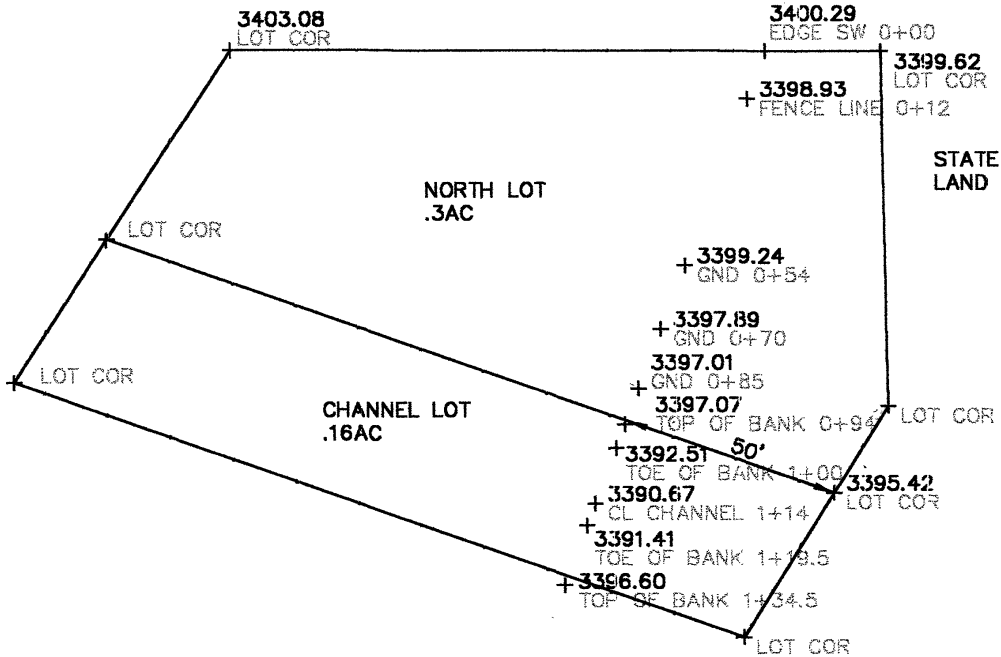 3403.08
LOT COR
3400.29
EDGE SW 0+00
3399.62
LOT COR
3398.93
FENCE LINE 0+12
STATE
LAND
NORTH LOT
.3AC
LOT COR
3399.24
GND 0+54
3397.89
GND 0+70
3397.01
GND 0+85
LOT COR
CHANNEL LOT
.16AC
3397.07
TOP OF BANK 0+94
LOT COR
50'
3392.51
TOE OF BANK 1+00
3395.42
LOT COR
3390.67
CL CHANNEL 1+14
3391.41
TOE OF BANK 1+19.5
3396.60
TOP OF BANK 1+34.5
LOT COR